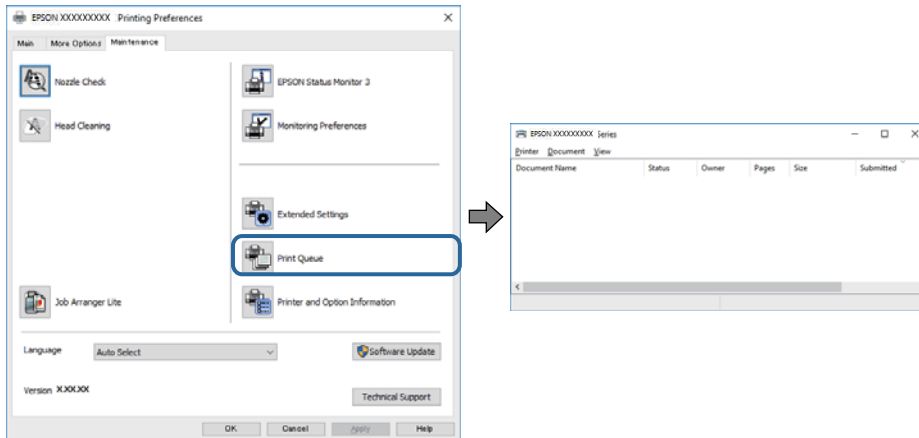 EPSON XXXXXXXXX Printing Preferences
Main More Options Maintenance
Nozzle Check
EPSON Status Monitor 3
Head Cleaning
Monitoring Preferences
Extended Settings
Print Queue
Job Arranger Lite
Printer and Option Information
Language Auto Select
Software Update
Version X.XX.XX
Technical Support
OK Cancel Apply Help
EPSON XXXXXXXXX Series
Printer Document View
Document Name Status Owner Pages Size Submitted